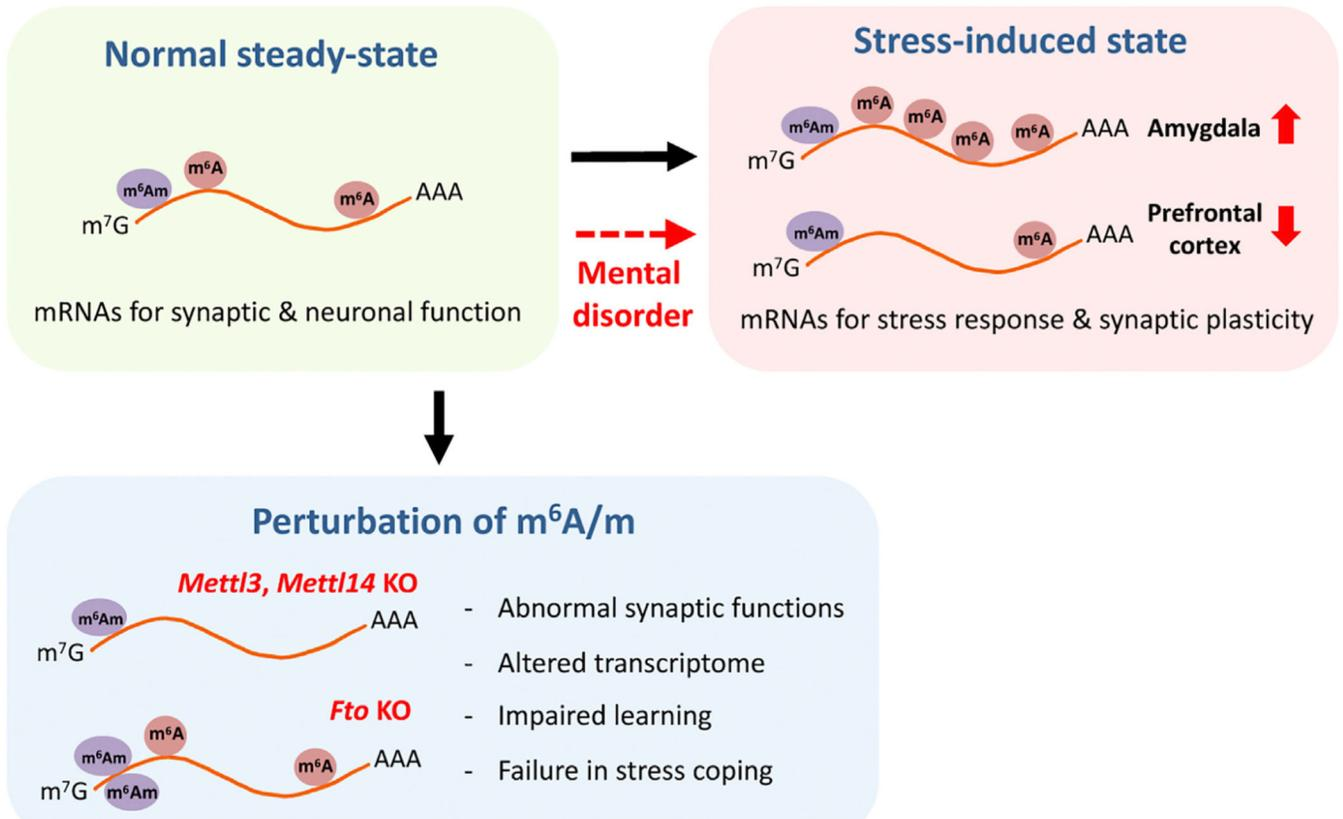 Normal steady-state
m⁶Am
m⁶A
m⁶A
m⁷G
AAA
mRNAs for synaptic & neuronal function
Mental
disorder
Stress-induced state
m⁶Am
m⁶A
m⁶A
m⁶A
m⁶A
m⁷G
AAA
Amygdala
m⁶Am
m⁶A
m⁷G
AAA
Prefrontal
cortex
mRNAs for stress response & synaptic plasticity
Perturbation of m⁶A/m
Mettl3, Mettl14 KO
m⁶Am
m⁷G
AAA
Fto KO
m⁶Am
m⁶A
m⁶A
m⁷G
m⁶Am
AAA
- Abnormal synaptic functions
- Altered transcriptome
- Impaired learning
- Failure in stress coping